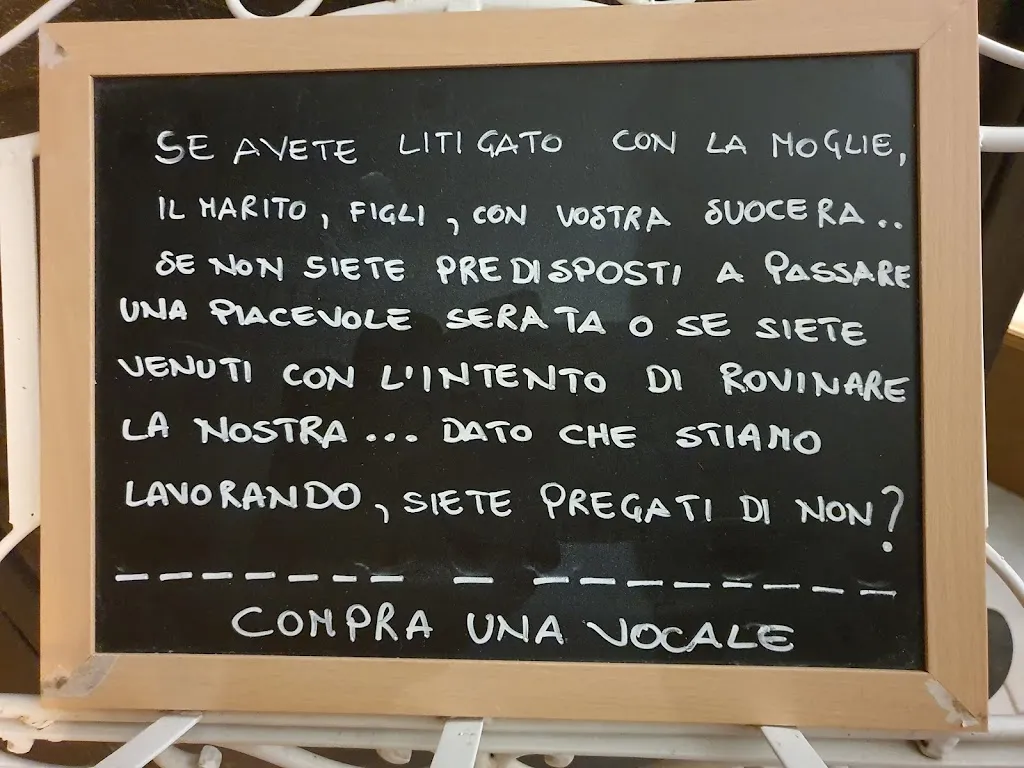 SE AVETE LITIGATO CON LA MOGLIE,
IL MARITO, FIGLI, CON VOSTRA SUOCERA..
SE NON SIETE PREDISPOSTI A PASSARE
UNA PIACEVOLE SERATA O SE SIETE
VENUTI CON L'INTENTO DI ROVINARE
LA NOSTRA... DATO CHE STIAMO
LAVORANDO, SIETE PREGATI DI NON?
_ _ _ _ _ _ _   _   _ _ _ _ _ _ _ _
COMPRA UNA VOCALE